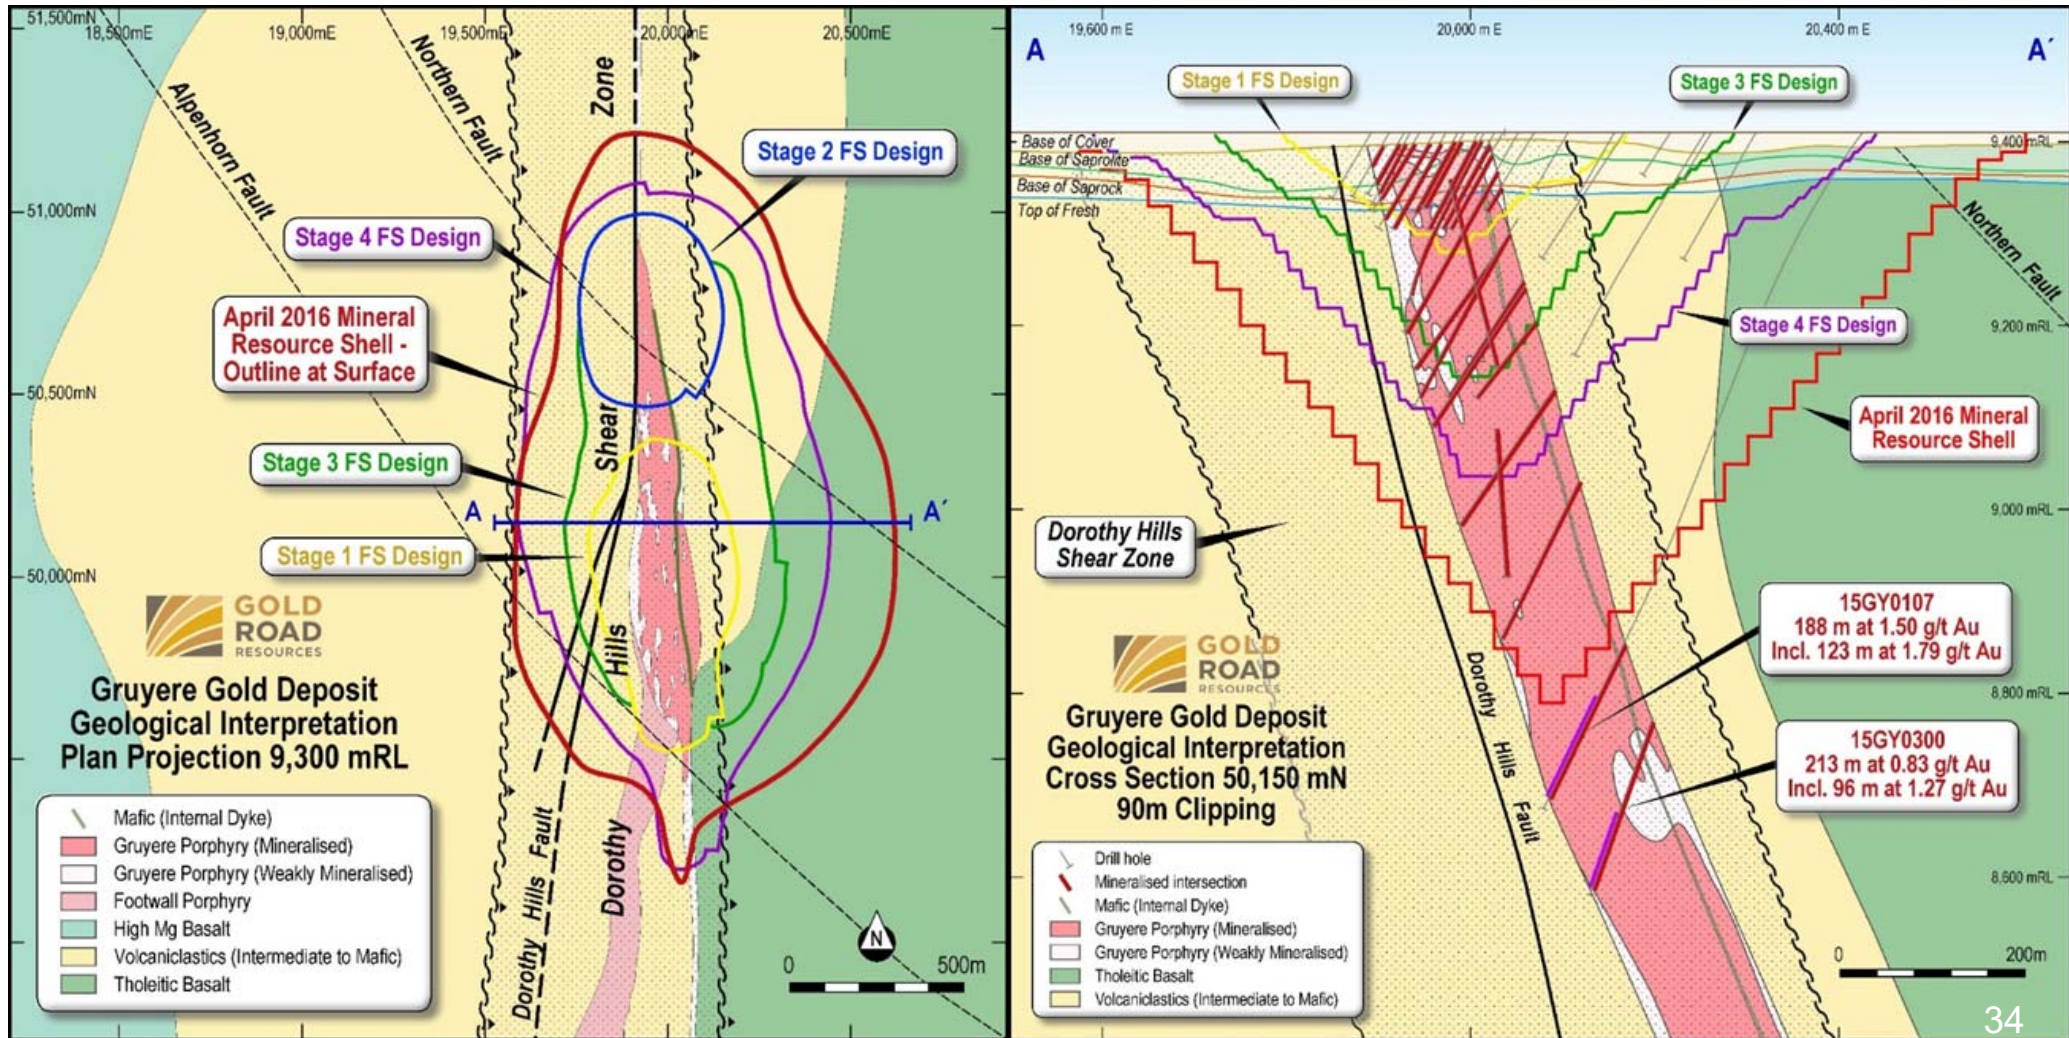 51,500mN
18,500mE
19,000mE
19,500mE
20,000mE
20,500mE
Northern Fault
Alpenhorn Fault
Zone
Stage 2 FS Design
51,000mN
Stage 4 FS Design
April 2016 Mineral
Resource Shell -
Outline at Surface
50,500mN
Shear
Stage 3 FS Design
A
A´
Stage 1 FS Design
50,000mN
GOLD
ROAD
RESOURCES
Hills
Gruyere Gold Deposit
Geological Interpretation
Plan Projection 9,300 mRL
Dorothy
Dorothy Hills Fault
Mafic (Internal Dyke)
Gruyere Porphyry (Mineralised)
Gruyere Porphyry (Weakly Mineralised)
Footwall Porphyry
High Mg Basalt
Volcaniclastics (Intermediate to Mafic)
Tholeitic Basalt
N
0
500m
A
19,600 m E
20,000 m E
20,400 m E
A´
Stage 1 FS Design
Stage 3 FS Design
Base of Cover
Base of Saprolite
Base of Saprock
Top of Fresh
9,400 mRL
Northern Fault
Stage 4 FS Design
9,200 mRL
April 2016 Mineral
Resource Shell
9,000 mRL
Dorothy Hills
Shear Zone
15GY0107
188 m at 1.50 g/t Au
Incl. 123 m at 1.79 g/t Au
8,800 mRL
Dorothy Hills Fault
15GY0300
213 m at 0.83 g/t Au
Incl. 96 m at 1.27 g/t Au
8,600 mRL
GOLD
ROAD
RESOURCES
Gruyere Gold Deposit
Geological Interpretation
Cross Section 50,150 mN
90m Clipping
Drill hole
Mineralised intersection
Mafic (Internal Dyke)
Gruyere Porphyry (Mineralised)
Gruyere Porphyry (Weakly Mineralised)
Tholeitic Basalt
Volcaniclastics (Intermediate to Mafic)
0
200m
34